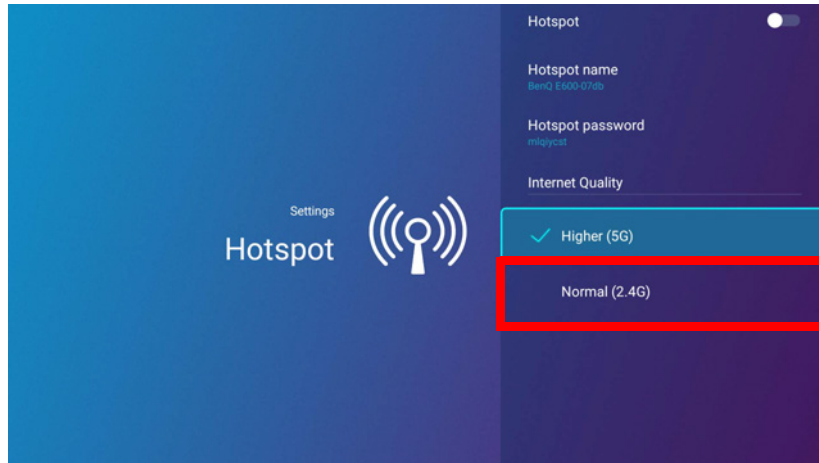 Settings
Hotspot
Hotspot
Hotspot name
BenQ E600-07db
Hotspot password
mlqiycst
Internet Quality
Higher (5G)
Normal (2.4G)